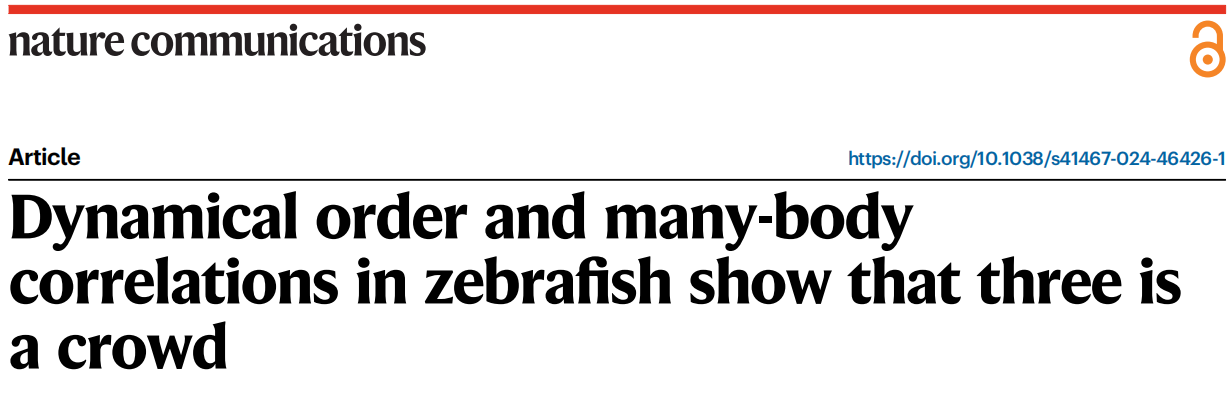 nature communications
Article
https://doi.org/10.1038/s41467-024-46426-1
Dynamical order and many-body
correlations in zebrafish show that three is
a crowd